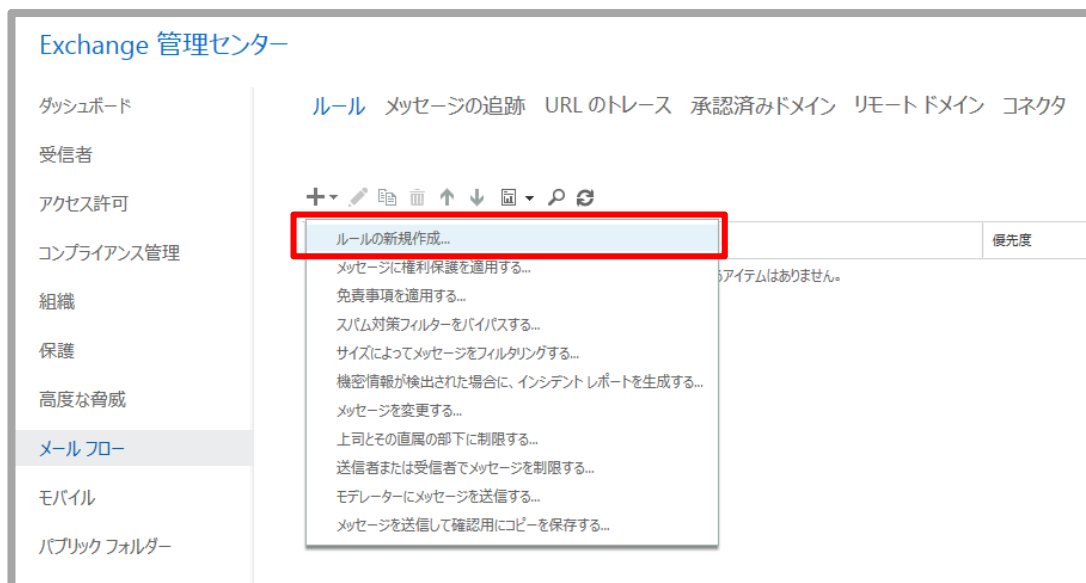 Exchange 管理センター
ダッシュボード
受信者
アクセス許可
コンプライアンス管理
組織
保護
高度な脅威
メール フロー
モバイル
パブリック フォルダー
ルール メッセージの追跡 URL のトレース 承認済みドメイン リモート ドメイン コネクタ
優先度
アイテムはありません。
ルールの新規作成...
メッセージに権利保護を適用する...
免責事項を適用する...
スパム対策フィルターをバイパスする...
サイズによってメッセージをフィルタリングする...
機密情報が検出された場合に、インシデント レポートを生成する...
メッセージを変更する...
上司とその直属の部下に制限する...
送信者または受信者でメッセージを制限する...
モデレーターにメッセージを送信する...
メッセージを送信して確認用にコピーを保存する...